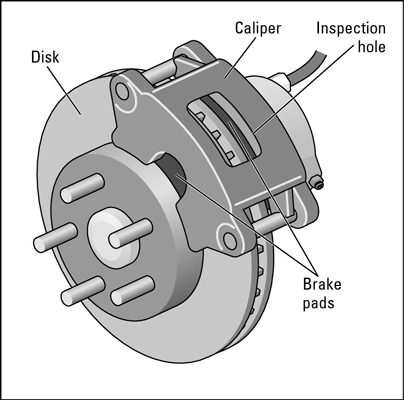 Disk
Caliper
Inspection
hole
Brake
pads